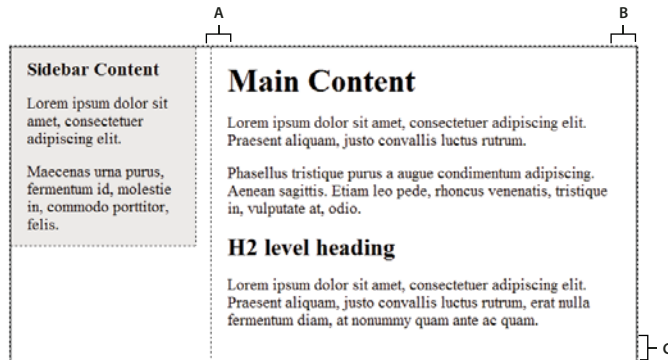 A
B
Sidebar Content
Lorem ipsum dolor sit
amet, consectetuer
adipiscing elit.
Maecenas urna purus,
fermentum id, molestie
in, commodo porttitor,
felis.
Main Content
Lorem ipsum dolor sit amet, consectetuer adipiscing elit.
Praesent aliquam, justo convallis luctus rutrum.
Phasellus tristique purus a augue condimentum adipiscing.
Aenean sagittis. Etiam leo pede, rhoncus venenatis, tristique
in, vulputate at, odio.
H2 level heading
Lorem ipsum dolor sit amet, consectetuer adipiscing elit.
Praesent aliquam, justo convallis luctus rutrum, erat nulla
fermentum diam, at nonummy quam ante ac quam.
C